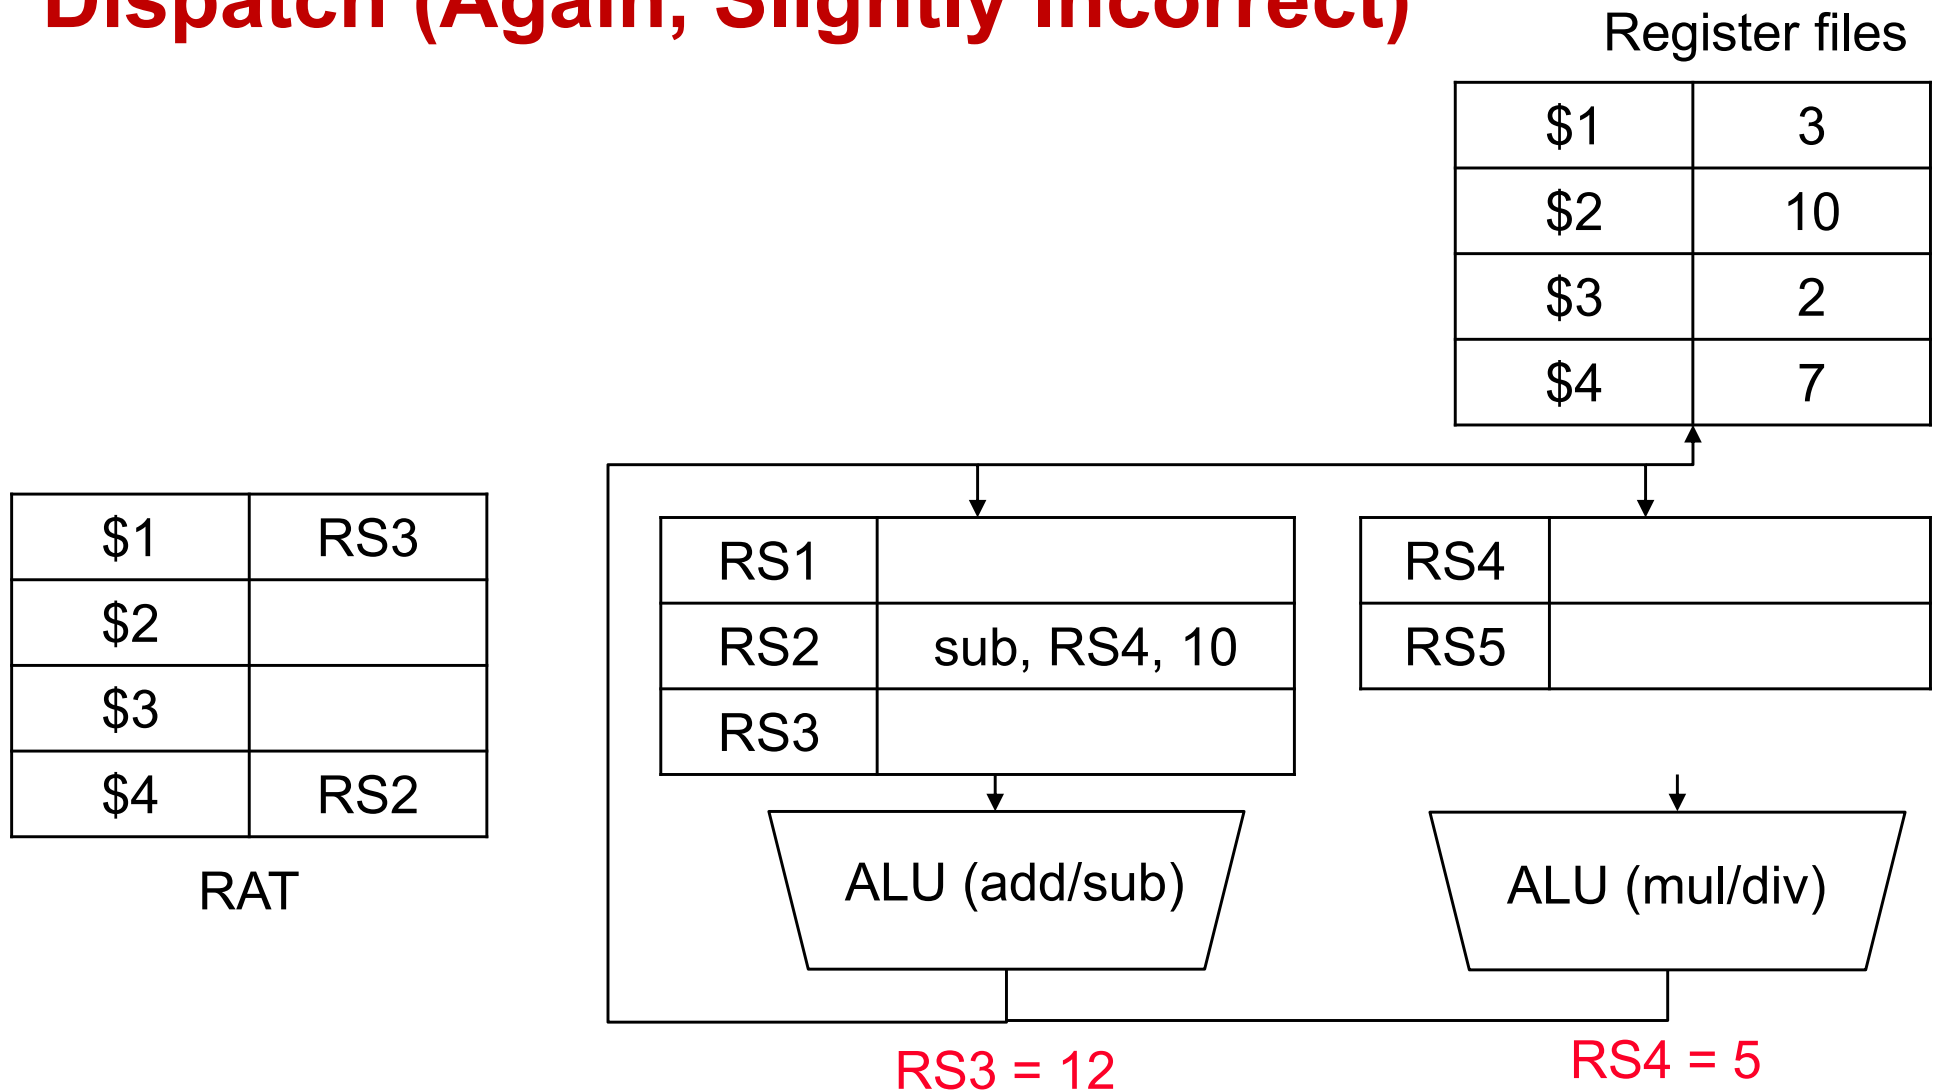 Dispatch (Again, Slightly Incorrect)
Register files
$1 3
$2 10
$3 2
$4 7
$1 RS3
$2
$3
$4 RS2
RAT
RS1
RS2 sub, RS4, 10
RS3
RS4
RS5
ALU (add/sub)
ALU (mul/div)
RS3 = 12
RS4 = 5